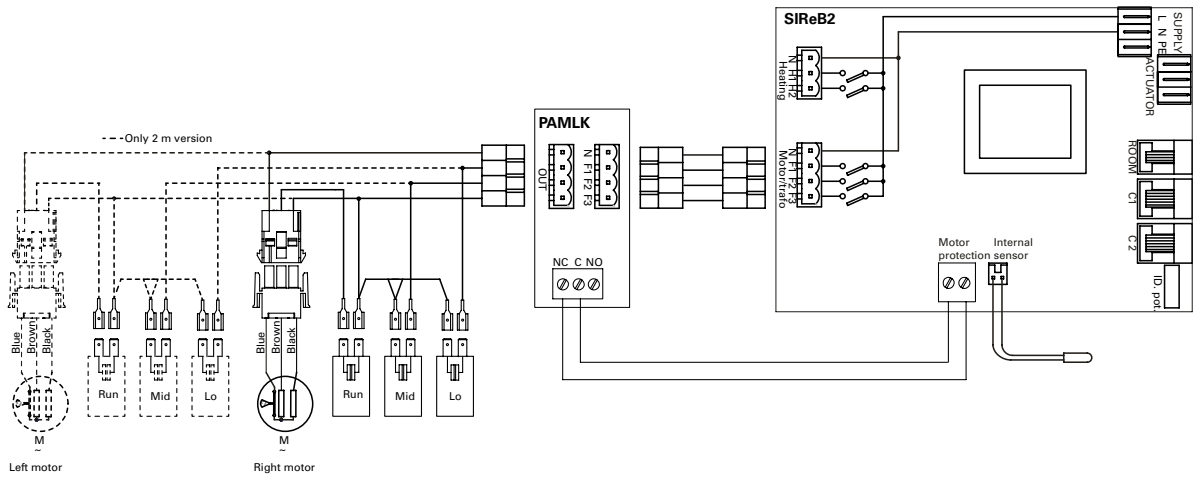 SIReB2
L N PE
SUPPLY
ACTUATOR
N H1 H2
Heating
PAMLK
---Only 2 m version
OUT
N F1 F2 F3
N F1 F2 F3
Motor/trafo
ROOM
C1
C2
ID. pot.
Motor
protection
Internal
sensor
NC C NO
Blue
Brown
Black
Blue
Brown
Black
Run
Mid
Lo
Run
Mid
Lo
M
~
M
~
Left motor
Right motor